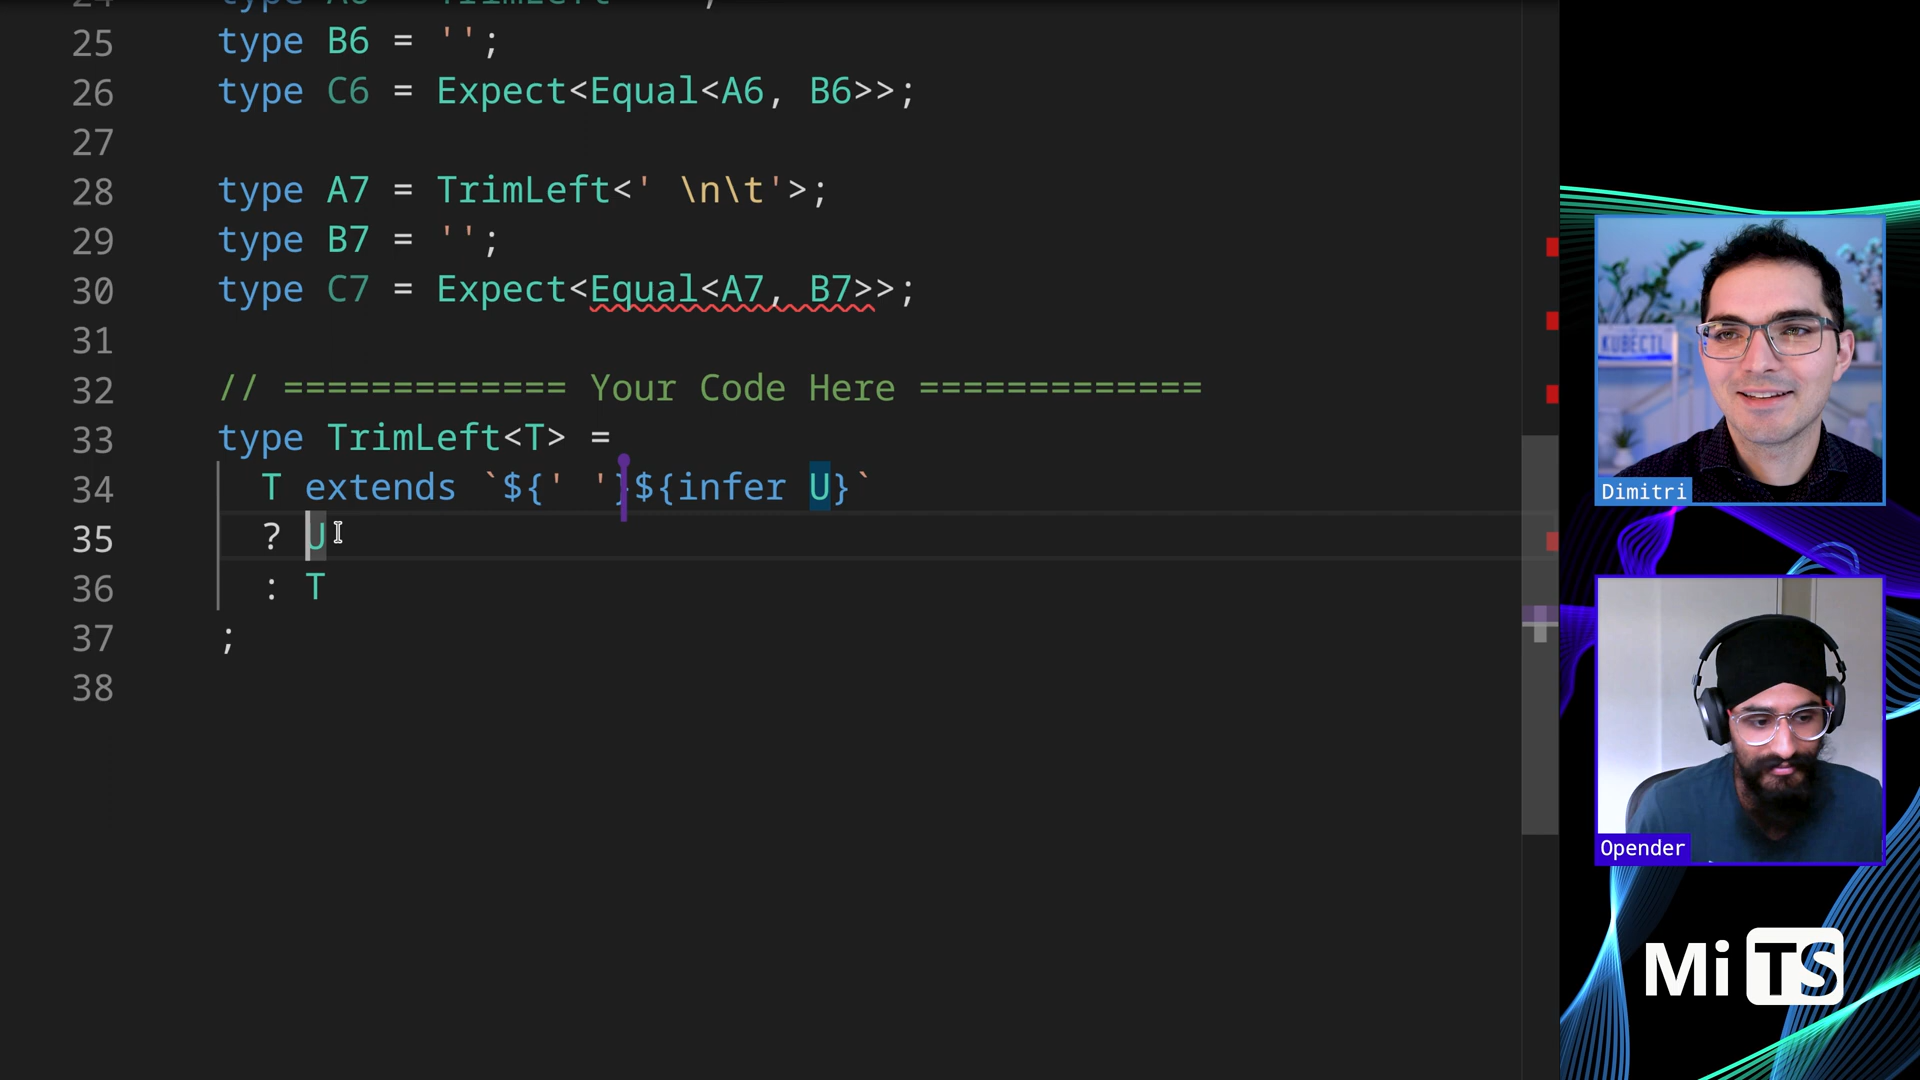 25 type B6 = '';
26 type C6 = Expect<Equal<A6, B6>>;
27
28 type A7 = TrimLeft<' \n\t'>;
29 type B7 = '';
30 type C7 = Expect<Equal<A7, B7>>;
31
32 // ============= Your Code Here =============
33 type TrimLeft<T> =
34 T extends `${' '}${infer U}`
35 ? U
36 : T
37 ;
38
KUBECTL
Dimitri
Opender
Mi TS